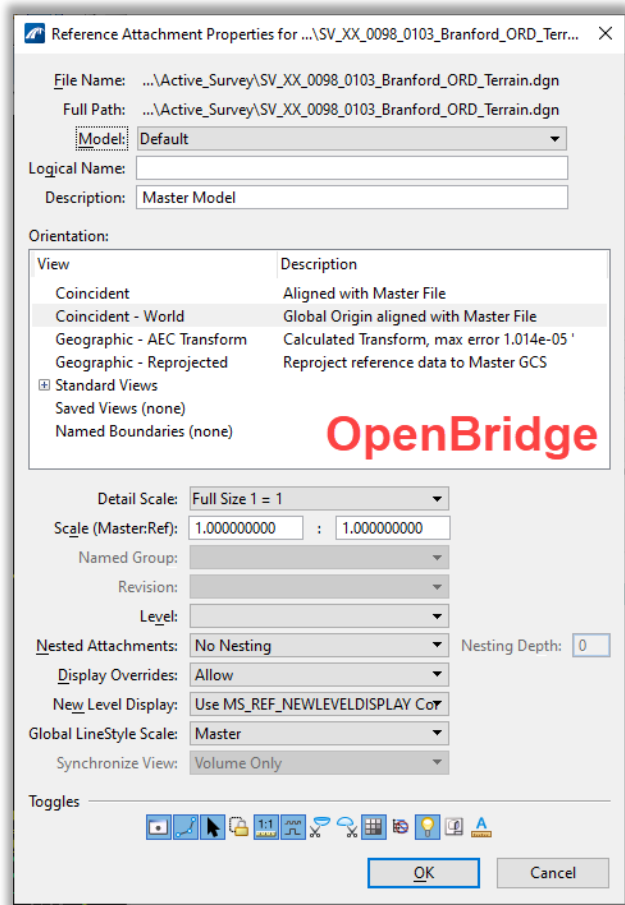 Reference Attachment Properties for ...\SV_XX_0098_0103_Branford_ORD_Terr...
File Name: ...\Active_Survey\SV_XX_0098_0103_Branford_ORD_Terrain.dgn
Full Path: ...\Active_Survey\SV_XX_0098_0103_Branford_ORD_Terrain.dgn
Model: Default
Logical Name:
Description: Master Model
Orientation:
View Description
Coincident Aligned with Master File
Coincident - World Global Origin aligned with Master File
Geographic - AEC Transform Calculated Transform, max error 1.014e-05 '
Geographic - Reprojected Reproject reference data to Master GCS
Standard Views
Saved Views (none)
Named Boundaries (none)
OpenBridge
Detail Scale: Full Size 1 = 1
Scale (Master:Ref): 1.000000000 : 1.000000000
Named Group:
Revision:
Level:
Nested Attachments: No Nesting Nesting Depth: 0
Display Overrides: Allow
New Level Display: Use MS_REF_NEWLEVELDISPLAY Cor
Global LineStyle Scale: Master
Synchronize View: Volume Only
Toggles
1:1
A
OK Cancel